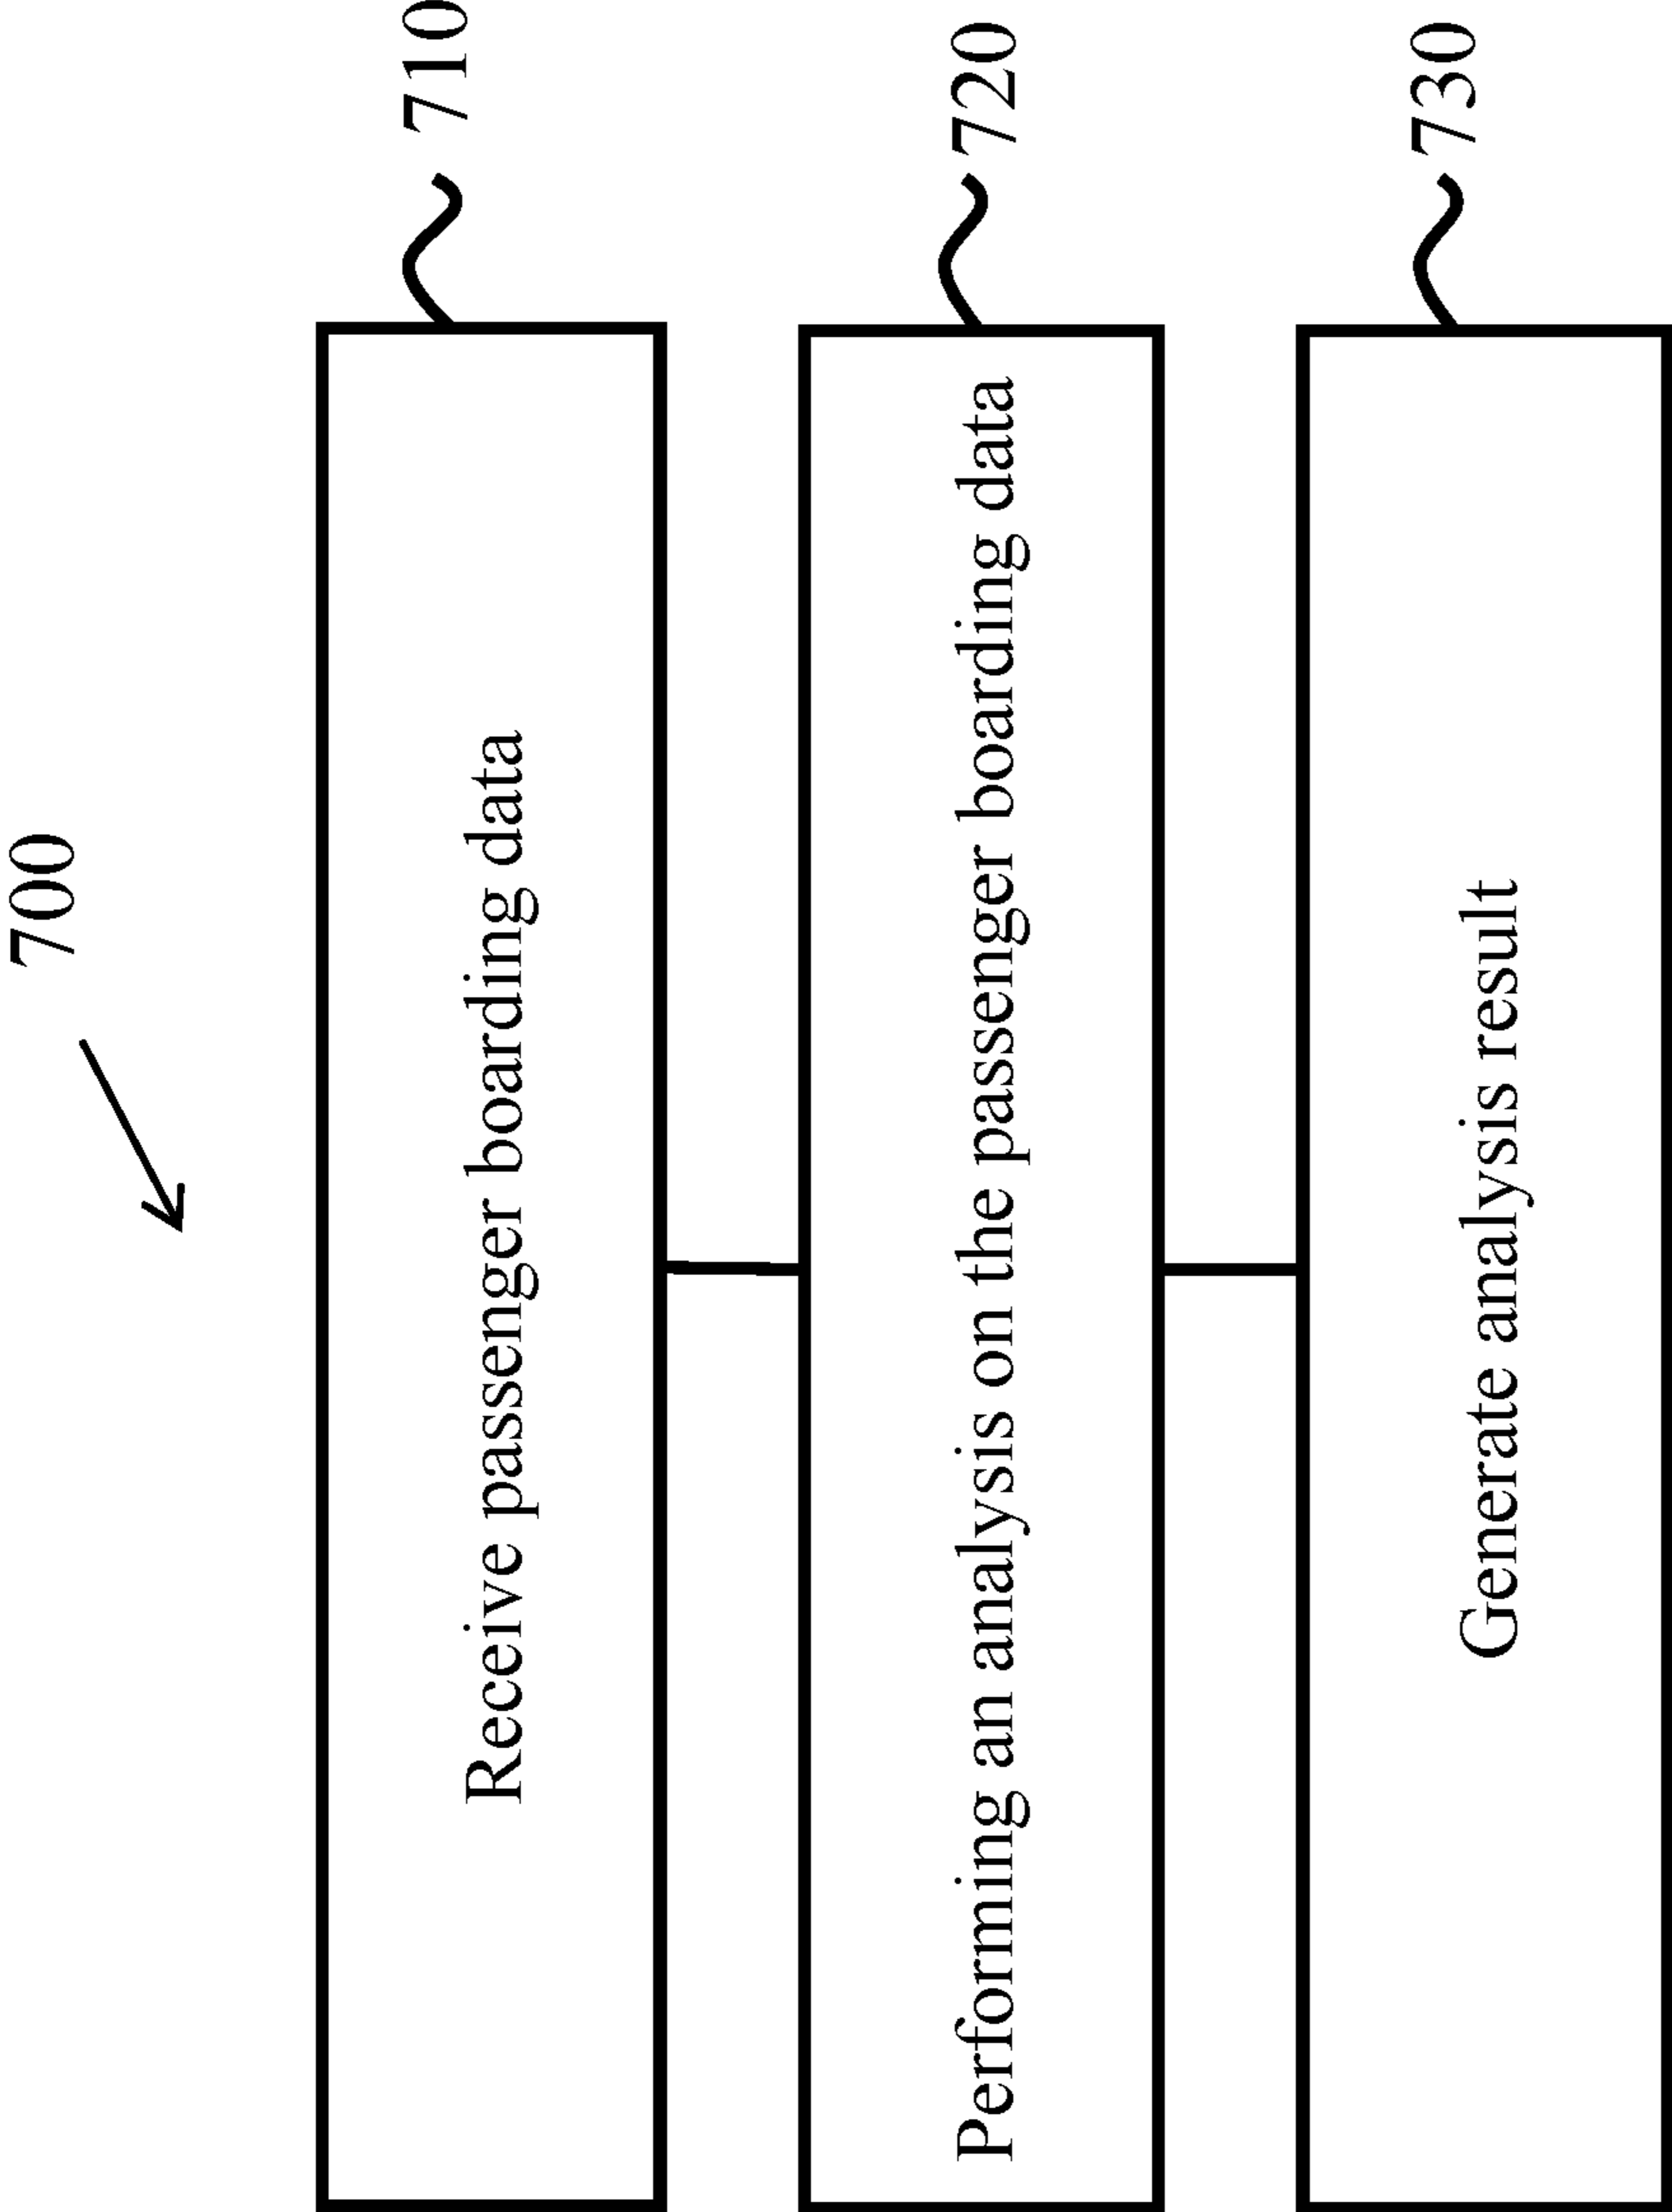 700
Receive passenger boarding data
710
Performing an analysis on the passenger boarding data
720
Generate analysis result
730